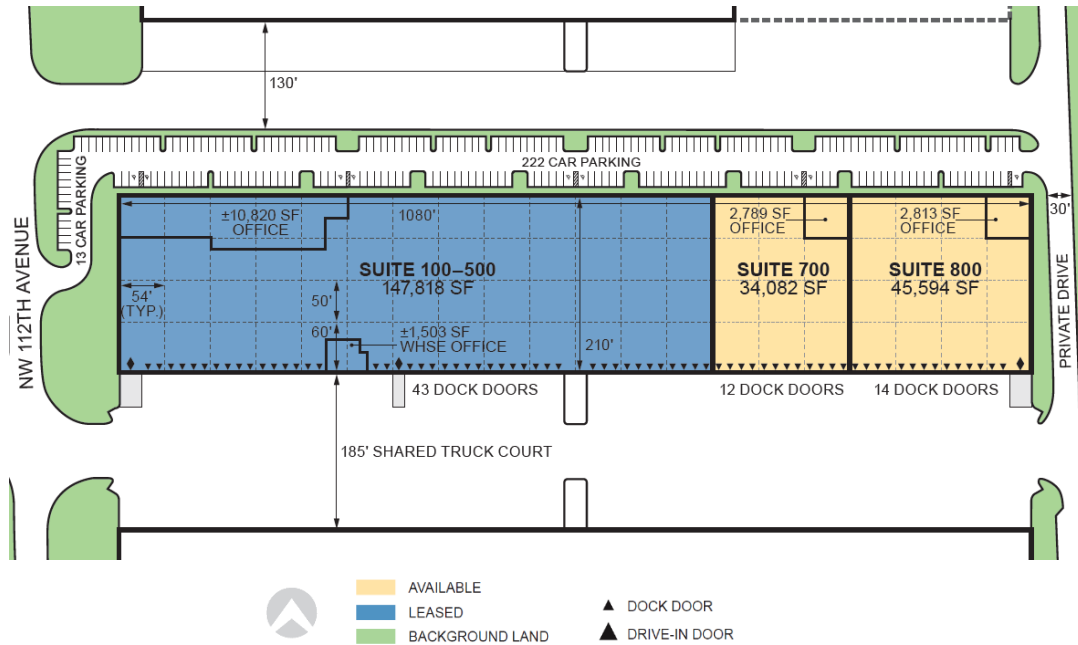 130'
222 CAR PARKING
13 CAR PARKING
NW 112TH AVENUE
±10,820 SF
OFFICE
1080'
2,789 SF
OFFICE
2,813 SF
OFFICE
30'
SUITE 100–500
147,818 SF
SUITE 700
34,082 SF
SUITE 800
45,594 SF
54'
(TYP.)
50'
60'
±1,503 SF
WHSE OFFICE
210'
PRIVATE DRIVE
43 DOCK DOORS
12 DOCK DOORS
14 DOCK DOORS
185' SHARED TRUCK COURT
AVAILABLE
LEASED
BACKGROUND LAND
DOCK DOOR
DRIVE-IN DOOR